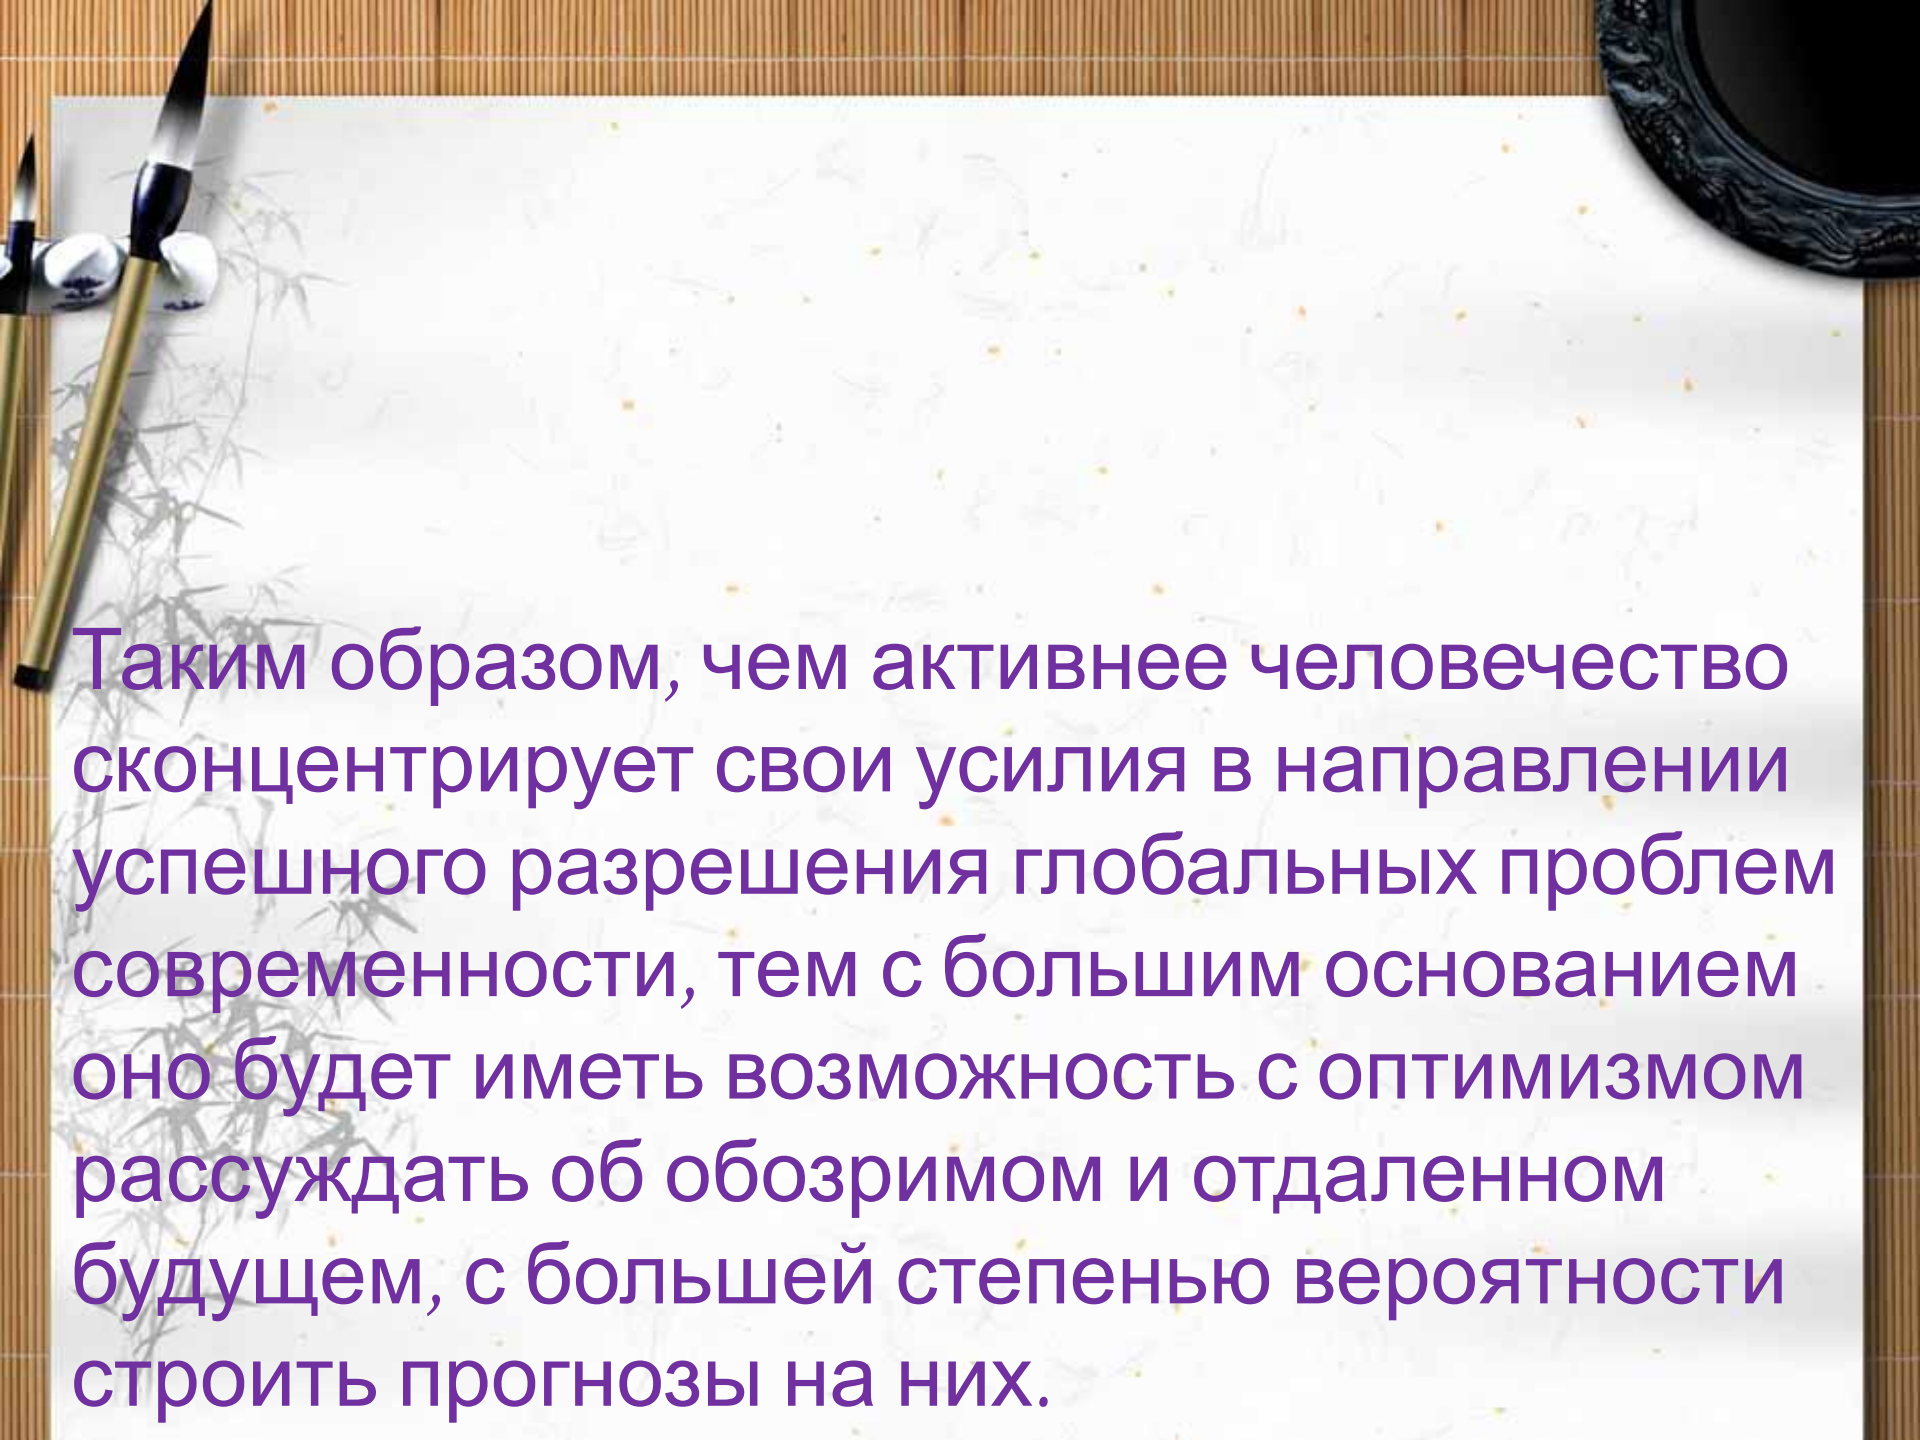 Таким образом, чем активнее человечество
сконцентрирует свои усилия в направлении
успешного разрешения глобальных проблем
современности, тем с большим основанием
оно будет иметь возможность с оптимизмом
рассуждать об обозримом и отдаленном
будущем, с большей степенью вероятности
строить прогнозы на них.